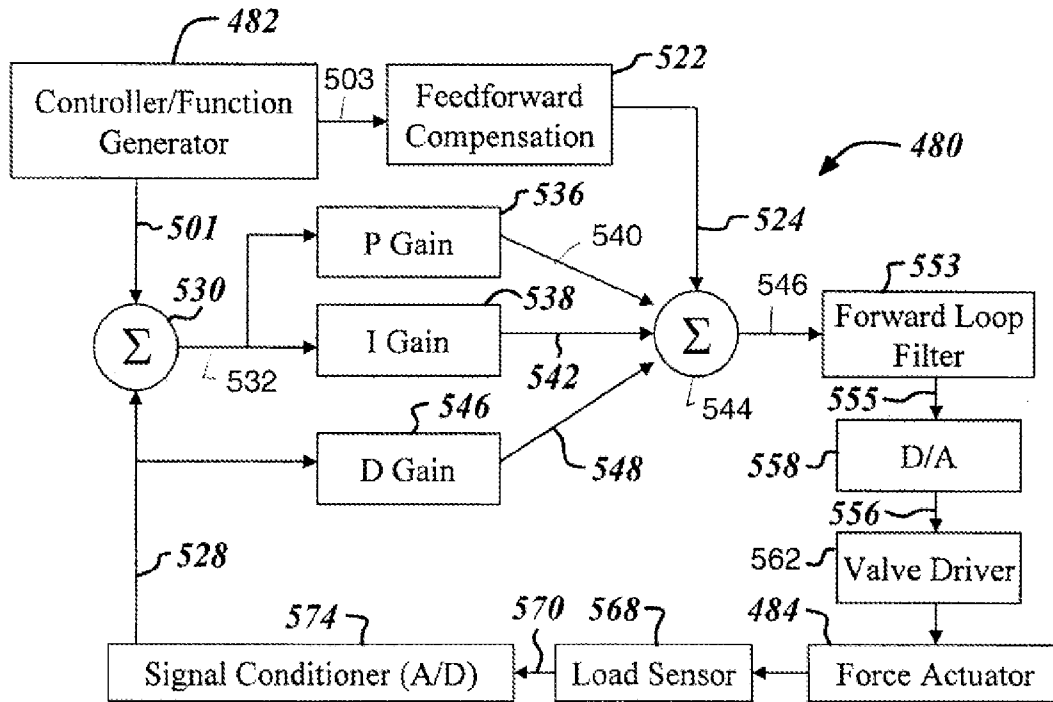 482
Controller/Function
Generator
503
522
Feedforward
Compensation
480
501
536
P Gain
540
524
530
Σ
532
538
I Gain
542
Σ
544
546
553
Forward Loop
Filter
546
D Gain
548
555
558
D/A
556
528
562
Valve Driver
574
Signal Conditioner (A/D)
570
568
Load Sensor
484
Force Actuator